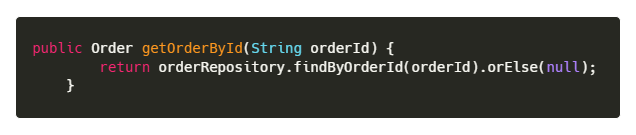 public Order getOrderById(String orderId) {
        return orderRepository.findByOrderId(orderId).orElse(null);
    }